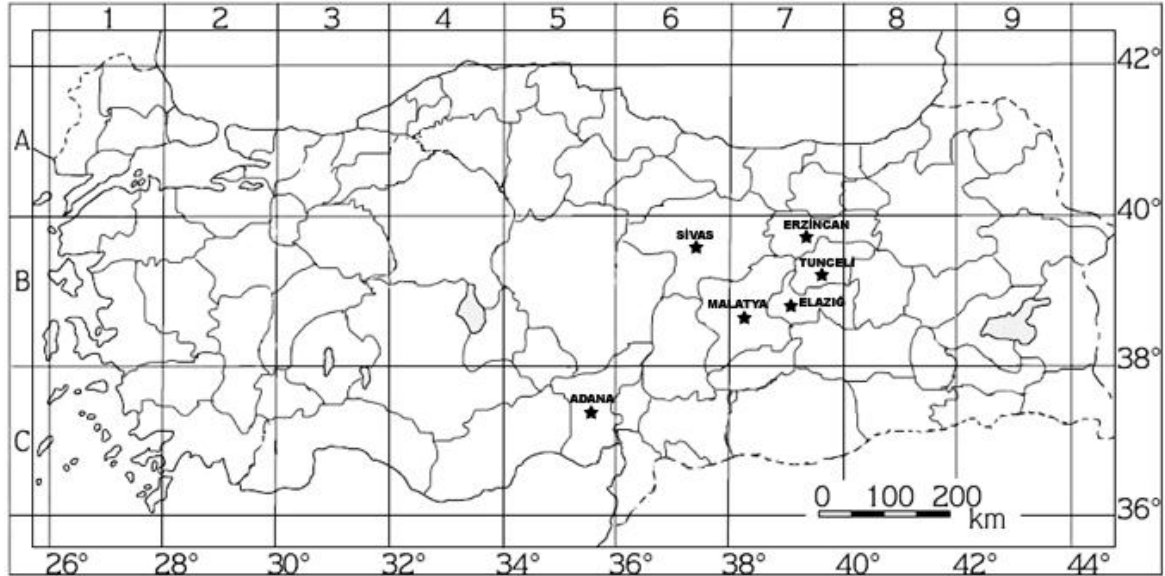 1 2 3 4 5 6 7 8 9
42°
A
40°
SİVAS
ERZİNCAN
TUNCELİ
B
MALATYA
ELAZIĞ
38°
ADANA
C
0 100 200
km
36°
26° 28° 30° 32° 34° 36° 38° 40° 42° 44°